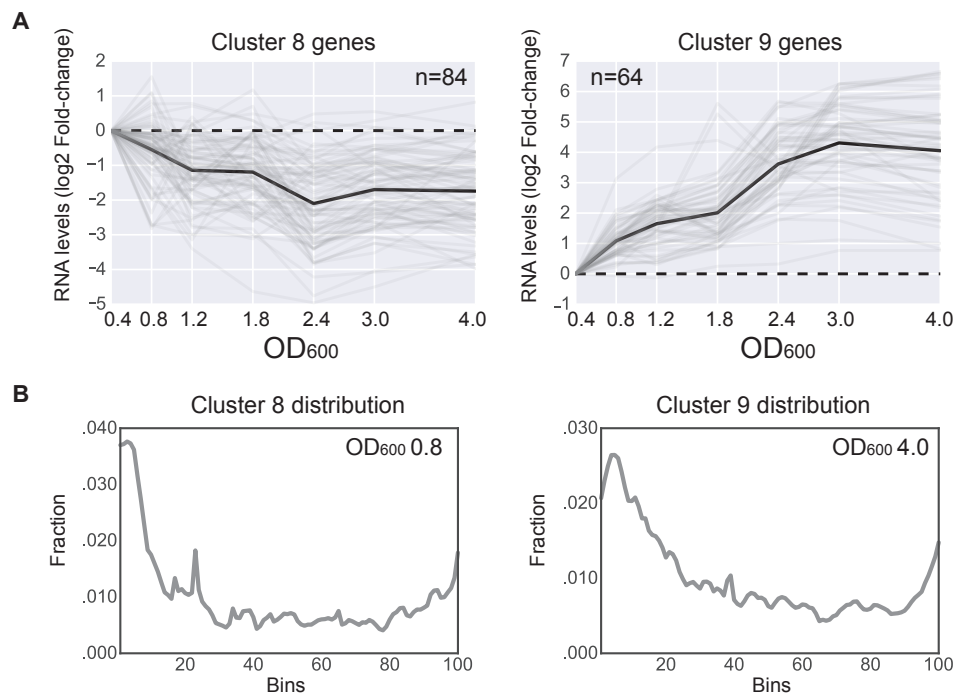 A
Cluster 8 genes
Cluster 9 genes
RNA levels (log2 Fold-change)
2
1
0
−1
−2
−3
−4
−5
n=84
0.4 0.8 1.2 1.8 2.4 3.0 4.0
OD600
RNA levels (log2 Fold-change)
7
6
5
4
3
2
1
0
−1
n=64
0.4 0.8 1.2 1.8 2.4 3.0 4.0
OD600
B
Cluster 8 distribution
Cluster 9 distribution
Fraction
.040
.030
.020
.010
.000
OD600 0.8
20 40 60 80 100
Bins
Fraction
.030
.020
.010
.000
OD600 4.0
20 40 60 80 100
Bins